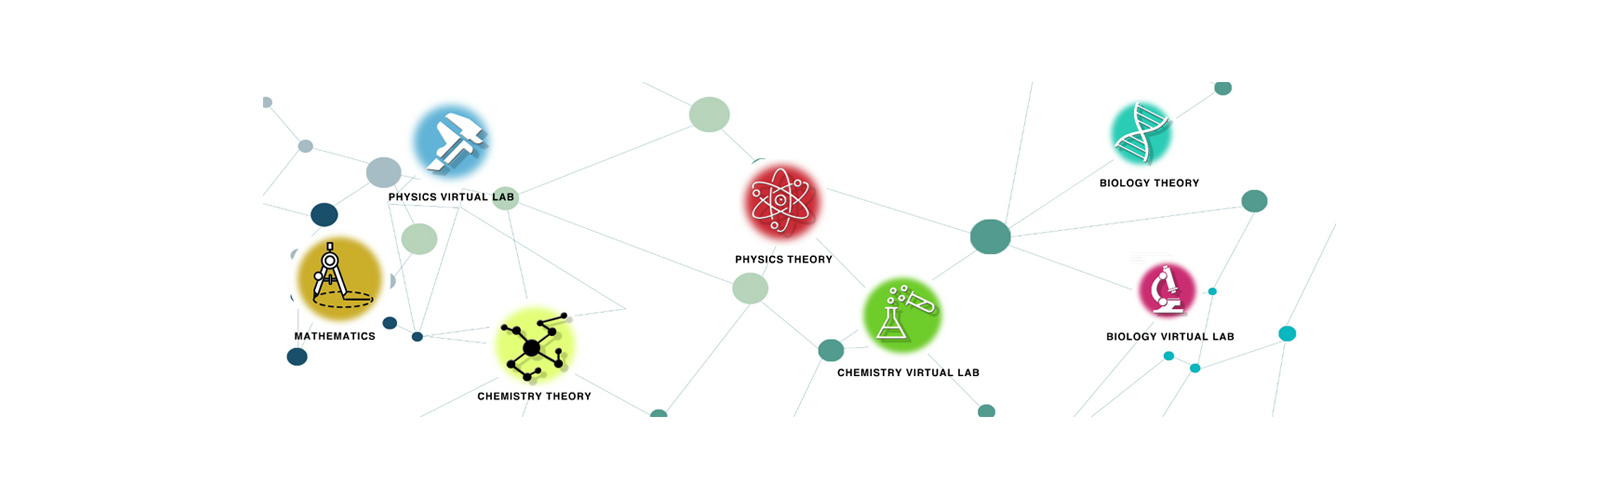 PHYSICS VIRTUAL LAB
BIOLOGY THEORY
PHYSICS THEORY
MATHEMATICS
BIOLOGY VIRTUAL LAB
CHEMISTRY VIRTUAL LAB
CHEMISTRY THEORY